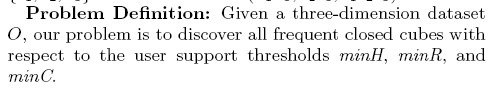 Problem Definition: Given a three-dimension dataset
O, our problem is to discover all frequent closed cubes with
respect to the user support thresholds minH, minR, and
minC.